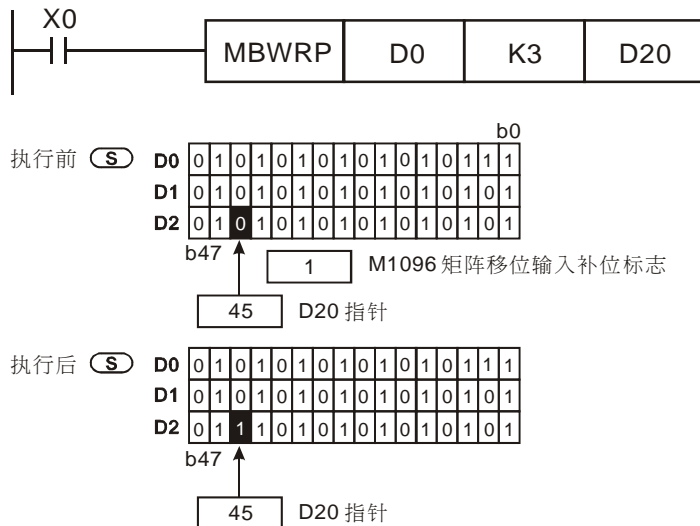 X0
MBWRP D0 K3 D20
b0
执行前 S D0 0 1 0 1 0 1 0 1 0 1 0 1 0 1 1 1
D1 0 1 0 1 0 1 0 1 0 1 0 1 0 1 0 1
D2 0 1 0 1 0 1 0 1 0 1 0 1 0 1 0 1
b47
1 M1096 矩阵移位输入补位标志
45 D20 指针
执行后 S D0 0 1 0 1 0 1 0 1 0 1 0 1 0 1 1 1
D1 0 1 0 1 0 1 0 1 0 1 0 1 0 1 0 1
D2 0 1 1 1 0 1 0 1 0 1 0 1 0 1 0 1
b47
45 D20 指针